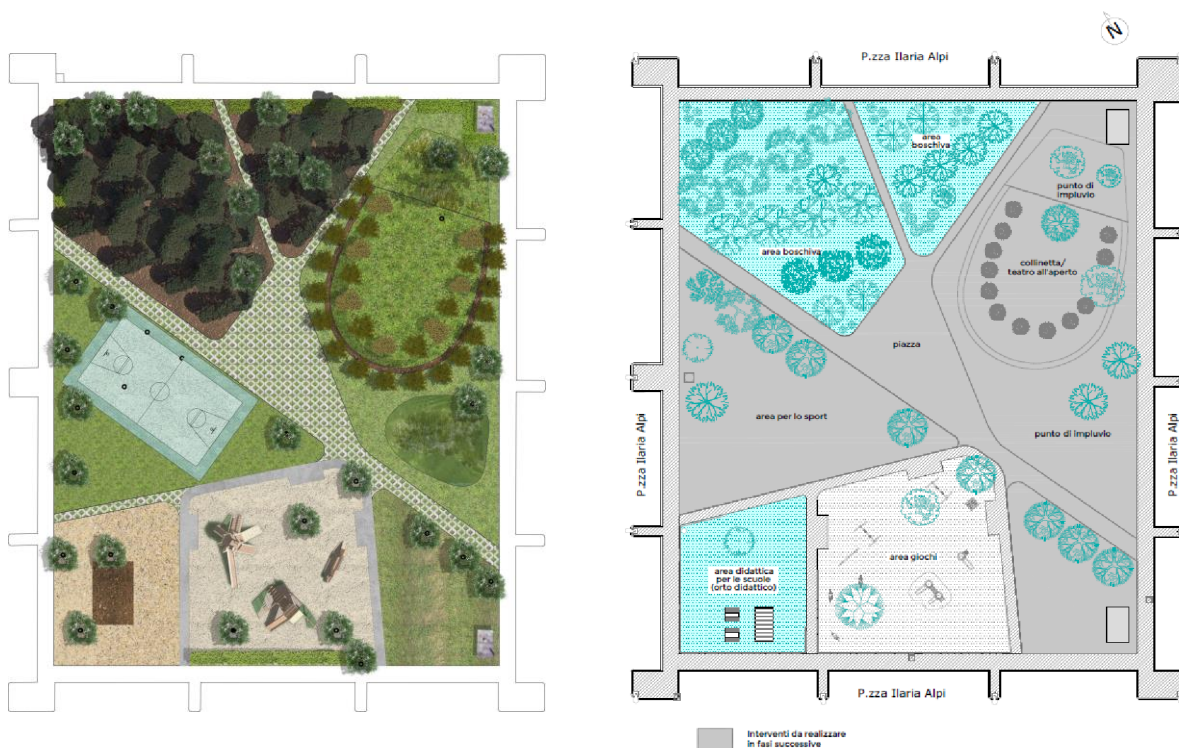 N
P.zza Ilaria Alpi
area
boschiva
punto di
impluvio
area boschiva
collinetta/
teatro all'aperto
piazza
area per lo sport
punto di impluvio
P.zza Ilaria Alpi
P.zza Ilaria Alpi
area giochi
area didattica
per le scuole
(orto didattico)
P.zza Ilaria Alpi
Interventi da realizzare
in fasi successive